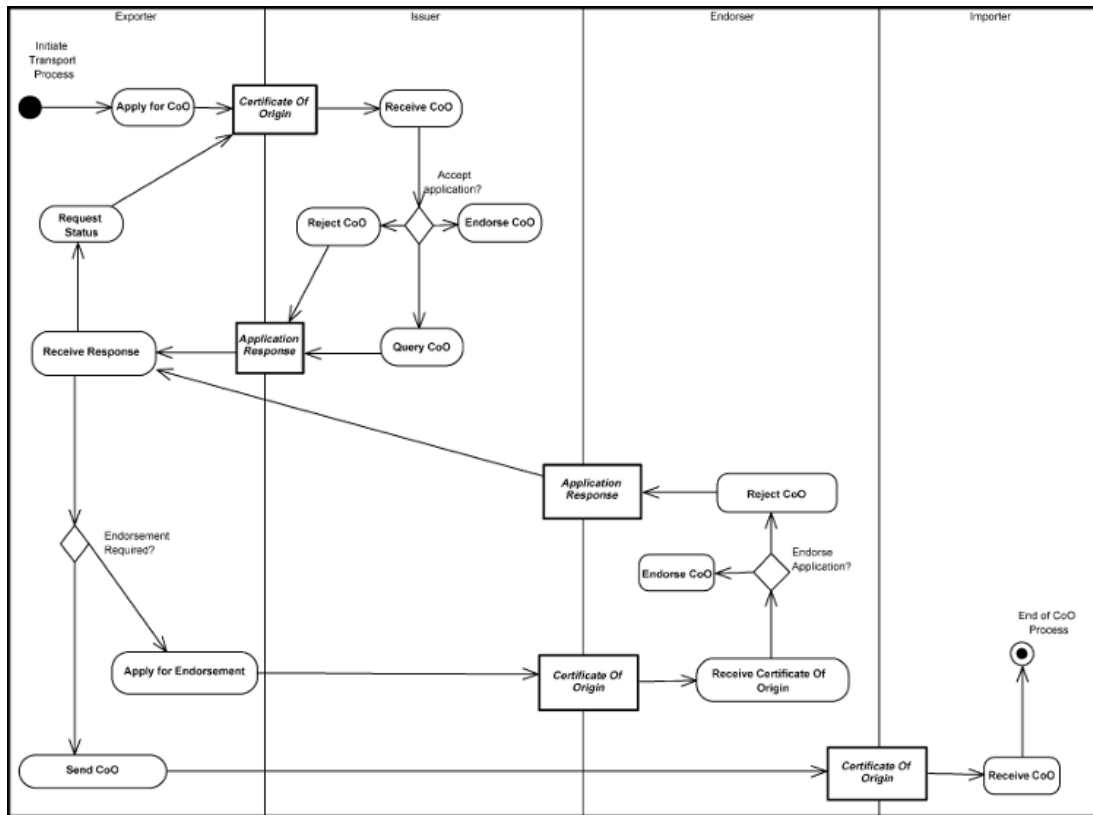 Exporter
Issuer
Endorser
Importer
Initiate
Transport
Process
Apply for CoO
Certificate Of
Origin
Receive CoO
Accept
application?
Request
Status
Reject CoO
Endorse CoO
Receive Response
Application
Response
Query CoO
Application
Response
Reject CoO
Endorsement
Required?
Endorse CoO
Endorse
Application?
End of CoO
Process
Apply for Endorsement
Certificate Of
Origin
Receive Certificate Of
Origin
Send CoO
Certificate Of
Origin
Receive CoO